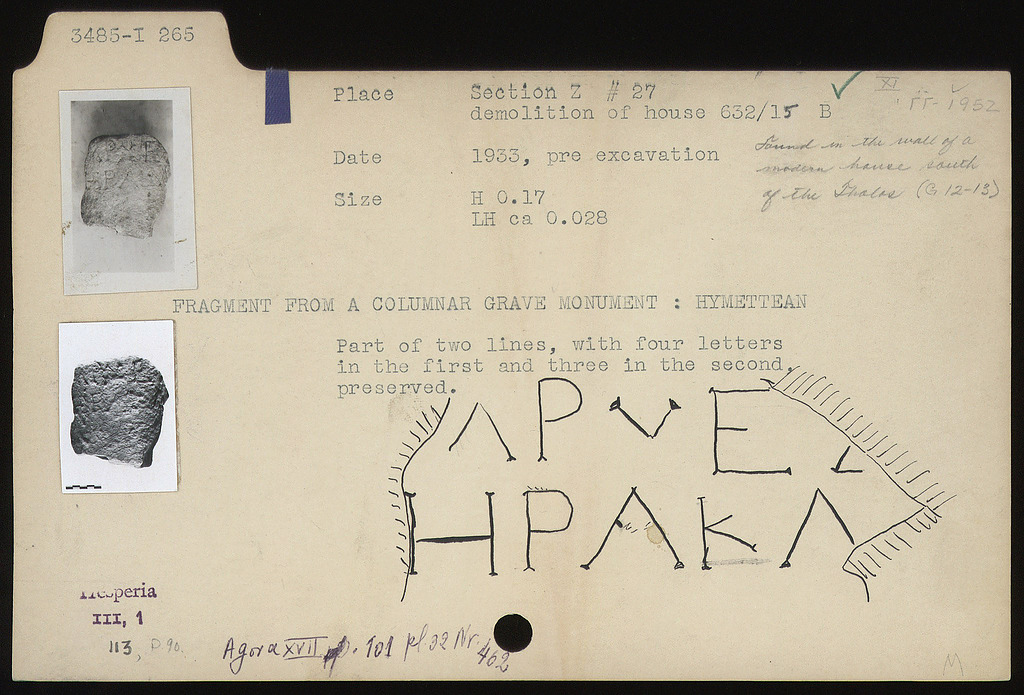 3485-I 265
Place Section Z # 27
demolition of house 632/15 B
XI
ΓΓ- 1952
Date 1933, pre excavation
Found in the wall of a
modern house south
of the Tholos (G 12-13)
Size H 0.17
LH ca 0.028
FRAGMENT FROM A COLUMNAR GRAVE MONUMENT : HYMETTEAN
Part of two lines, with four letters
in the first and three in the second,
preserved.
ΛΡVΕ
ΗΡΑΚΛ
Hesperia
III, 1
113, P 90.
Agora XVII, p. 101 pl. 32 Nr. 462
M